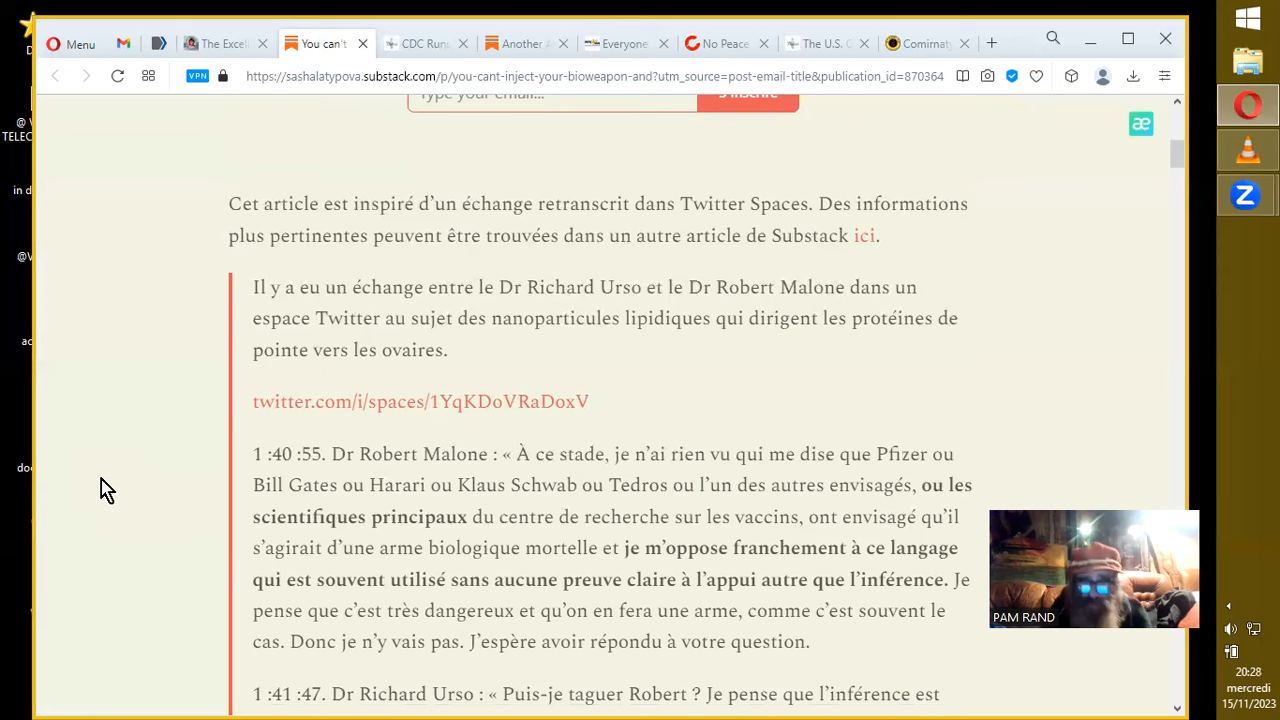 Menu
The Excell
You can't
CDC Run
Another
Everyone
No Peac
The U.S.
Comirnaty
VPN
https://sashalatypova.substack.com/p/you-cant-inject-your-bioweapon-and?utm_source=post-email-title&publication_id=870364
Type your email...
S'inscrire
æ
Cet article est inspiré d’un échange retranscrit dans Twitter Spaces. Des informations
plus pertinentes peuvent être trouvées dans un autre article de Substack ici.
Il y a eu un échange entre le Dr Richard Urso et le Dr Robert Malone dans un
espace Twitter au sujet des nanoparticules lipidiques qui dirigent les protéines de
pointe vers les ovaires.
twitter.com/i/spaces/1YqKDoVRaDoxV
1 :40 :55. Dr Robert Malone : « À ce stade, je n’ai rien vu qui me dise que Pfizer ou
Bill Gates ou Harari ou Klaus Schwab ou Tedros ou l’un des autres envisagés, ou les
scientifiques principaux du centre de recherche sur les vaccins, ont envisagé qu’il
s’agirait d’une arme biologique mortelle et je m’oppose franchement à ce langage
qui est souvent utilisé sans aucune preuve claire à l’appui autre que l’inférence. Je
pense que c’est très dangereux et qu’on en fera une arme, comme c’est souvent le
cas. Donc je n’y vais pas. J’espère avoir répondu à votre question.
1 :41 :47. Dr Richard Urso : « Puis-je taguer Robert ? Je pense que l’inférence est
PAM RAND
20:28
mercredi
15/11/2023